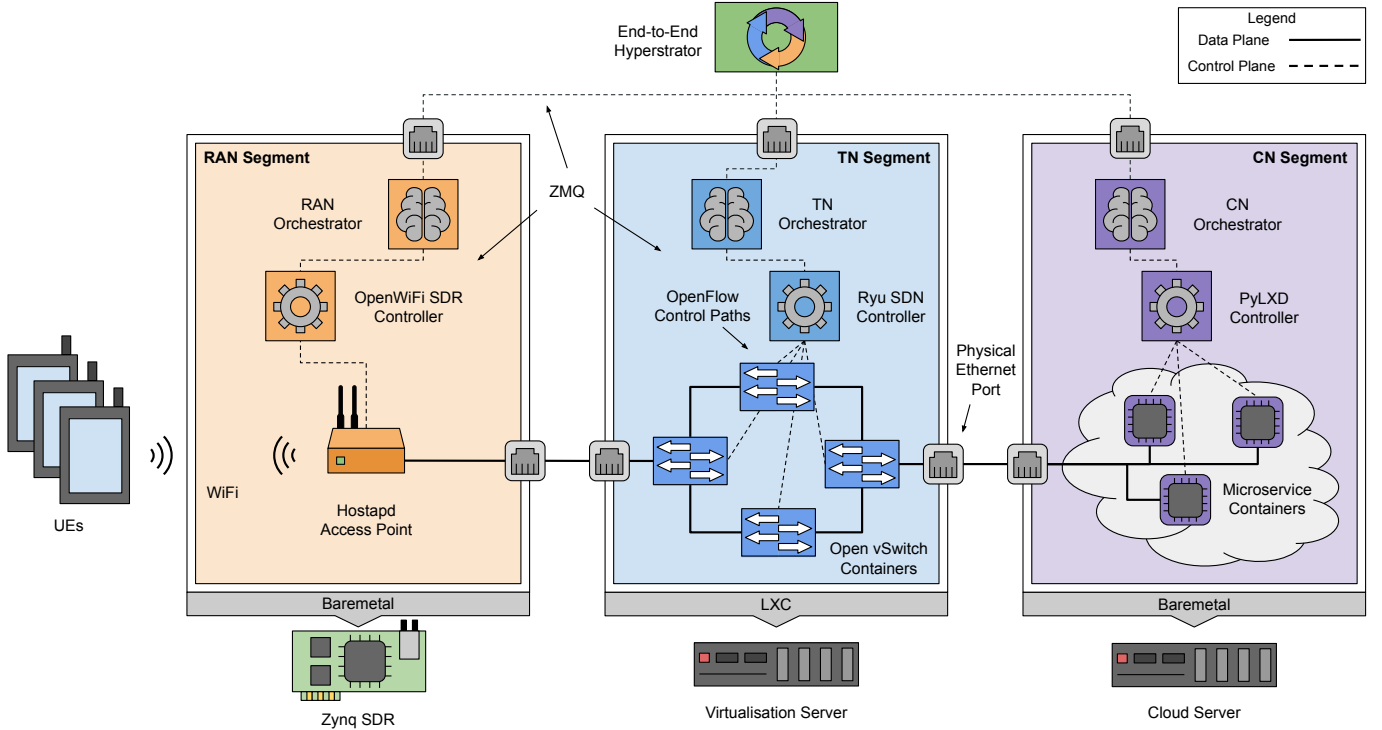 End-to-End
Hyperstrator
Legend
Data Plane
Control Plane
RAN Segment
TN Segment
CN Segment
RAN
Orchestrator
ZMQ
TN
Orchestrator
CN
Orchestrator
OpenWiFi SDR
Controller
OpenFlow
Control Paths
Ryu SDN
Controller
PyLXD
Controller
Physical
Ethernet
Port
WiFi
Hostapd
Access Point
UEs
Open vSwitch
Containers
Microservice
Containers
Baremetal
LXC
Baremetal
Zynq SDR
Virtualisation Server
Cloud Server